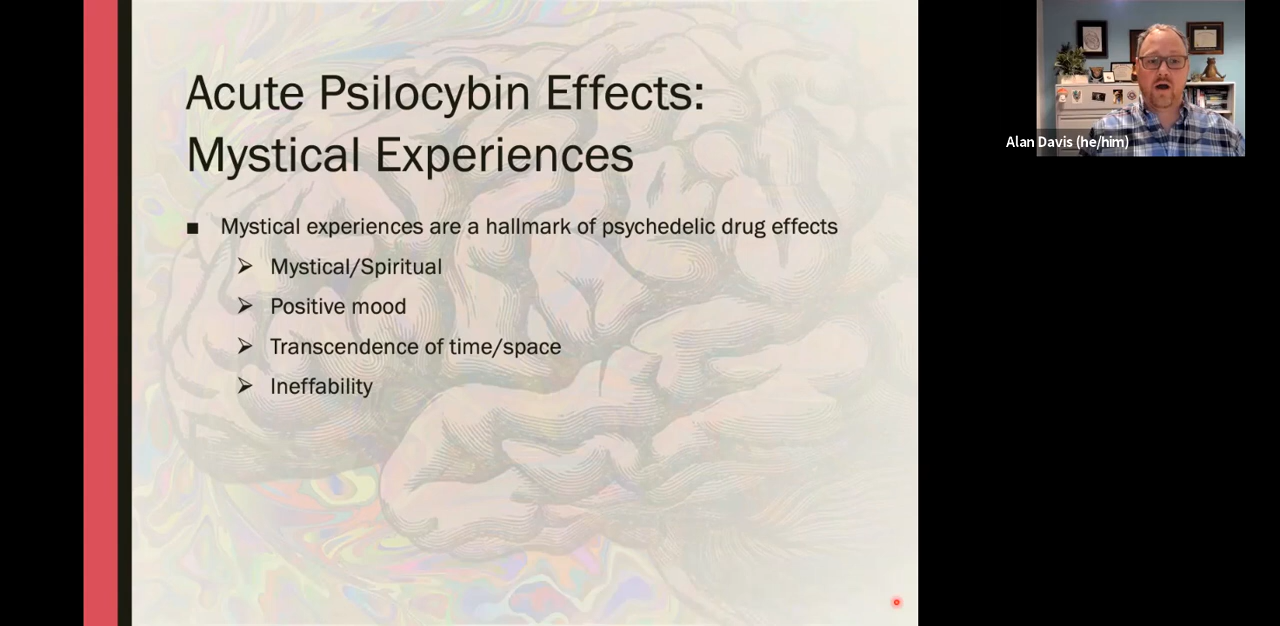 Acute Psilocybin Effects:
Mystical Experiences
■ Mystical experiences are a hallmark of psychedelic drug effects
➢ Mystical/Spiritual
➢ Positive mood
➢ Transcendence of time/space
➢ Ineffability
Alan Davis (he/him)